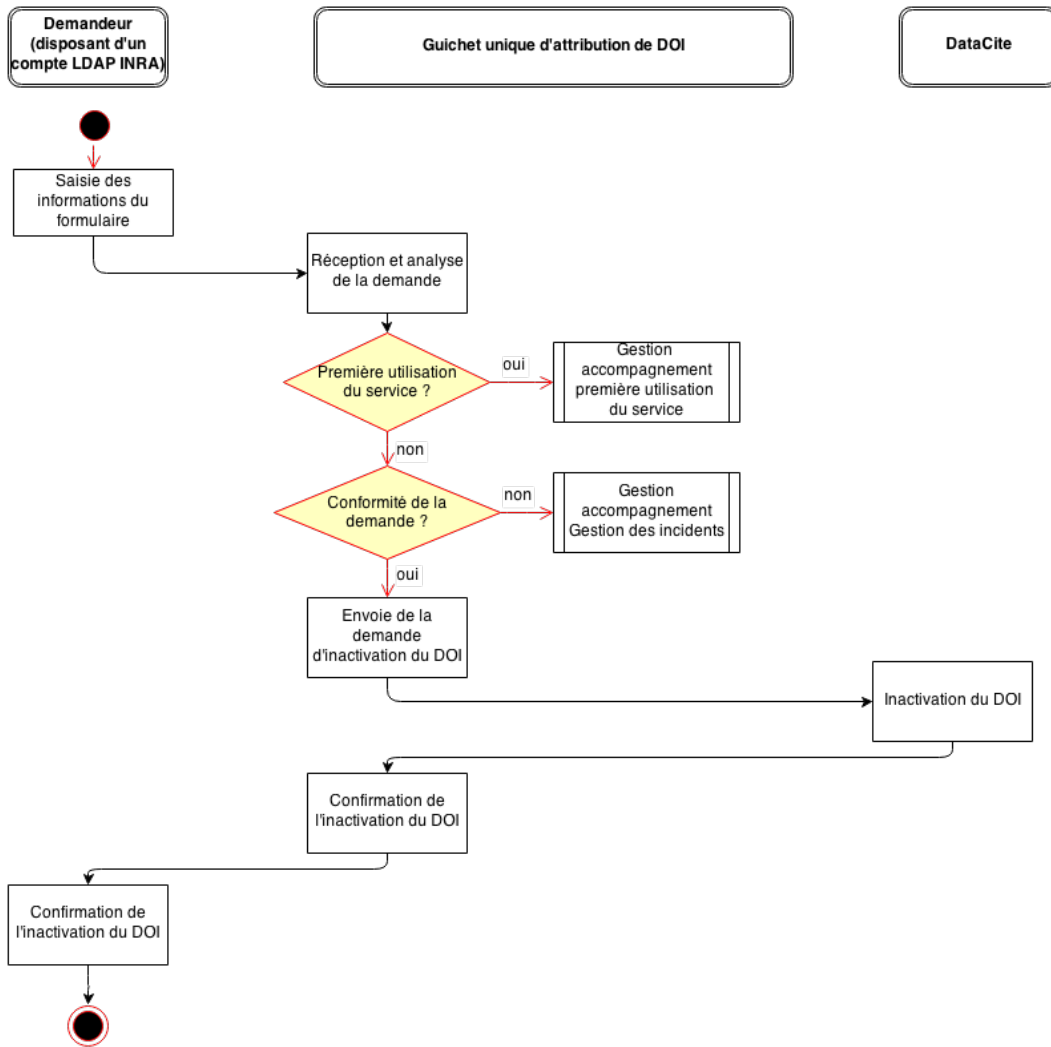 Demandeur
(disposant d'un
compte LDAP INRA)
Guichet unique d'attribution de DOI
DataCite
Saisie des
informations du
formulaire
Réception et analyse
de la demande
Première utilisation
du service ?
oui
Gestion
accompagnement
première utilisation
du service
non
Conformité de la
demande ?
non
Gestion
accompagnement
Gestion des incidents
oui
Envoie de la
demande
d'inactivation du DOI
Inactivation du DOI
Confirmation de
l'inactivation du DOI
Confirmation de
l'inactivation du DOI